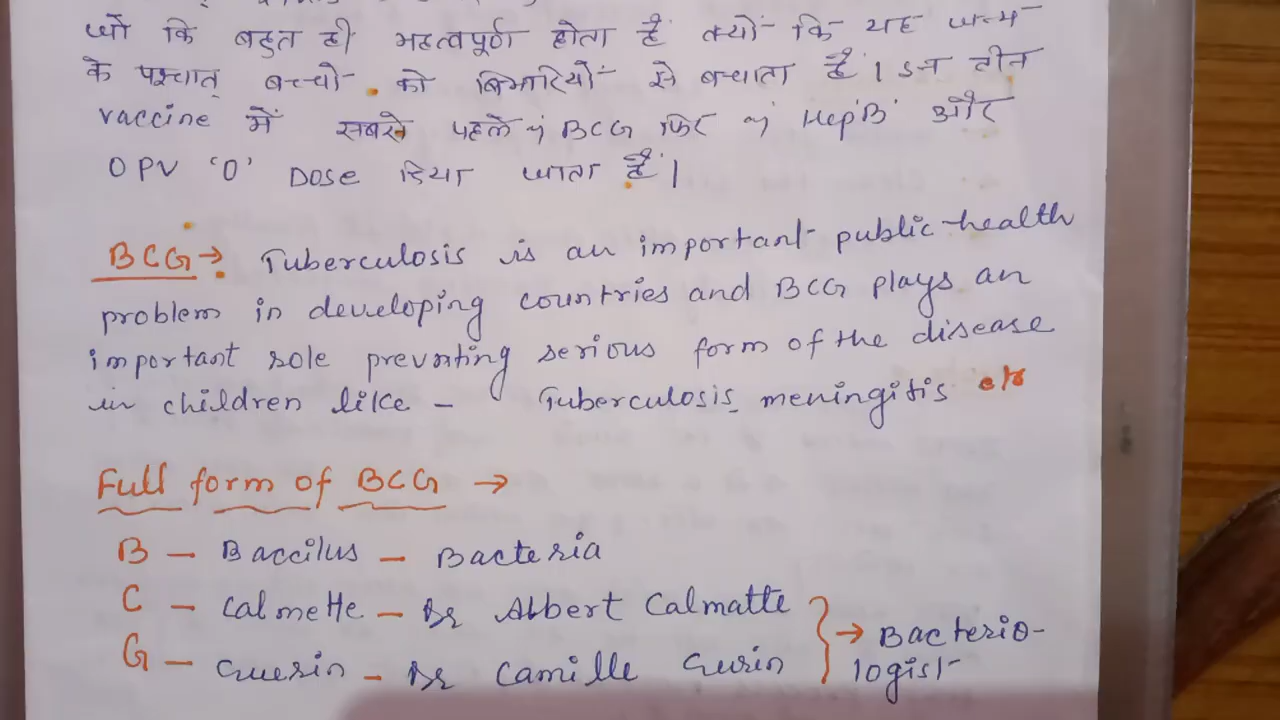 जो कि बहुत ही महत्वपूर्ण होता है क्यों कि यह जन्म
के पश्चात् बच्चों को बिमारियों से बचाता है। इन तीन
vaccine में सबसे पहले BCG फिर Hep'B' और
OPV 'O' Dose दिया जाता है।
BCG→ Tuberculosis is an important public-health
problem in developing countries and BCG plays an
important role prevnting serious form of the disease
in children like - Tuberculosis meningitis etc
Full form of BCG →
B - Baccilus - Bacteria
C - Calmette - Dr Albert Calmatte
G - Guerin - Dr Camille Gurin } → Bacterio-
logist